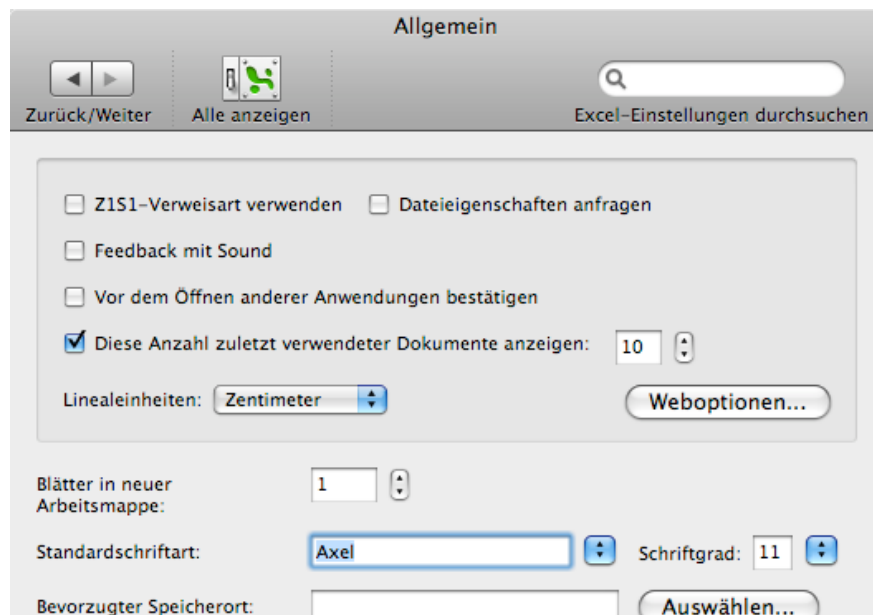 Allgemein
Zurück/Weiter
Alle anzeigen
Excel-Einstellungen durchsuchen
Z1S1-Verweisart verwenden
Dateieigenschaften anfragen
Feedback mit Sound
Vor dem Öffnen anderer Anwendungen bestätigen
Diese Anzahl zuletzt verwendeter Dokumente anzeigen: 10
Linealeinheiten: Zentimeter
Weboptionen...
Blätter in neuer
Arbeitsmappe: 1
Standardschriftart: Axel
Schriftgrad: 11
Bevorzugter Speicherort:
Auswählen...